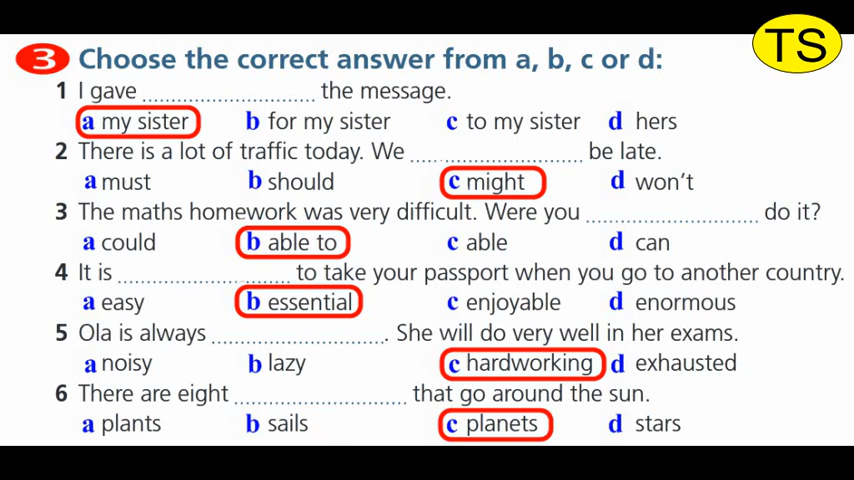 TS
3 Choose the correct answer from a, b, c or d:
1 I gave .............................. the message.
a my sister b for my sister c to my sister d hers
2 There is a lot of traffic today. We .............................. be late.
a must b should c might d won't
3 The maths homework was very difficult. Were you .............................. do it?
a could b able to c able d can
4 It is .............................. to take your passport when you go to another country.
a easy b essential c enjoyable d enormous
5 Ola is always .............................. . She will do very well in her exams.
a noisy b lazy c hardworking d exhausted
6 There are eight .............................. that go around the sun.
a plants b sails c planets d stars